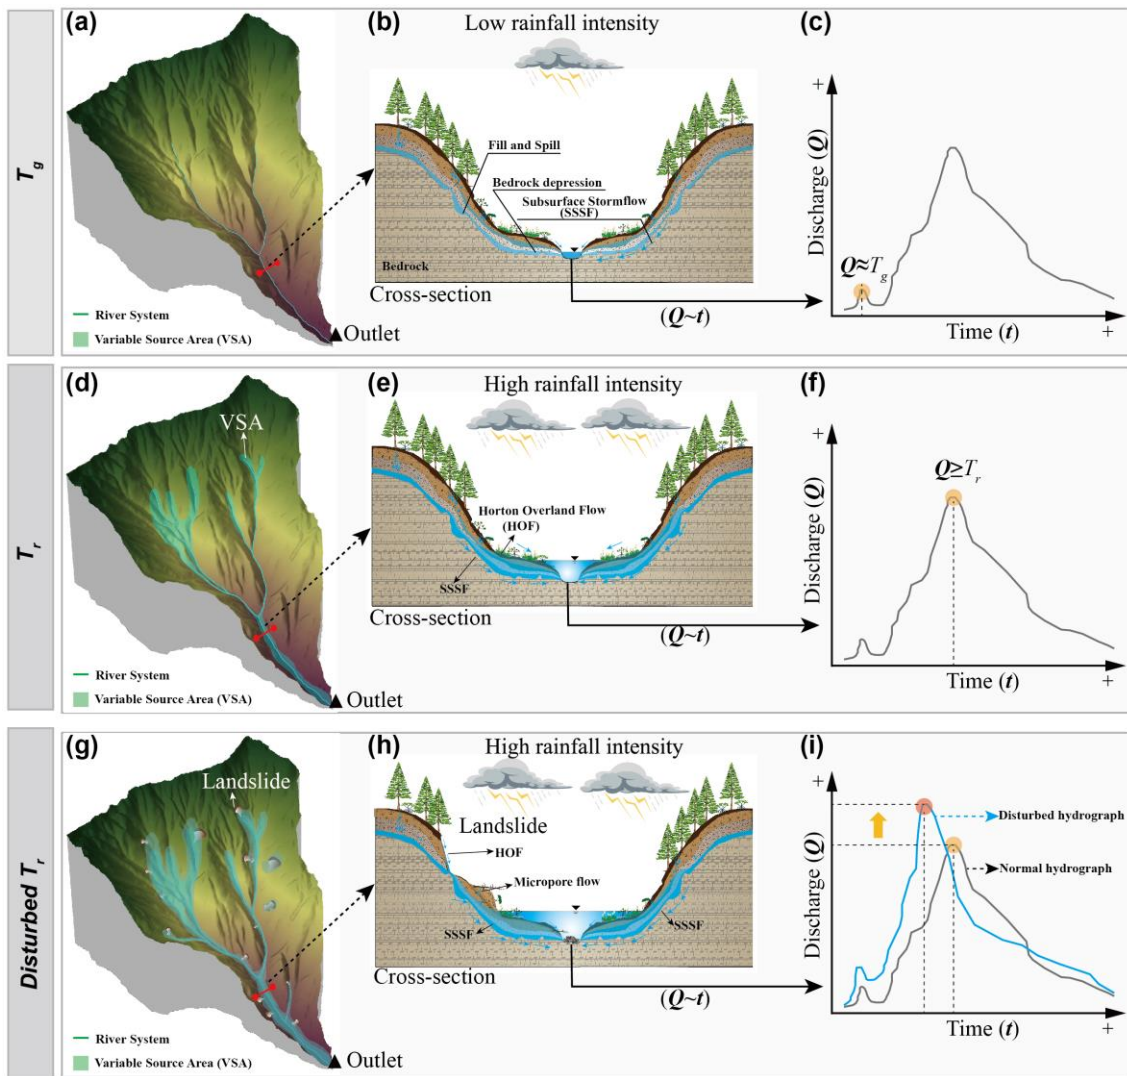 T_g
(a)
River System
Variable Source Area (VSA)
▲ Outlet
(b)
Low rainfall intensity
Fill and Spill
Bedrock depression
Subsurface Stormflow
(SSSF)
Bedrock
Cross-section
(Q~t)
(c)
+
Discharge (Q)
Q≈T_g
Time (t)
+
T_r
(d)
VSA
River System
Variable Source Area (VSA)
▲ Outlet
(e)
High rainfall intensity
Horton Overland Flow
(HOF)
SSSF
Cross-section
(Q~t)
(f)
+
Discharge (Q)
Q≥T_r
Time (t)
+
Disturbed T_r
(g)
Landslide
River System
Variable Source Area (VSA)
▲ Outlet
(h)
High rainfall intensity
Landslide
HOF
Micropore flow
SSSF
SSSF
Cross-section
(Q~t)
(i)
+
Discharge (Q)
Disturbed hydrograph
Normal hydrograph
Time (t)
+